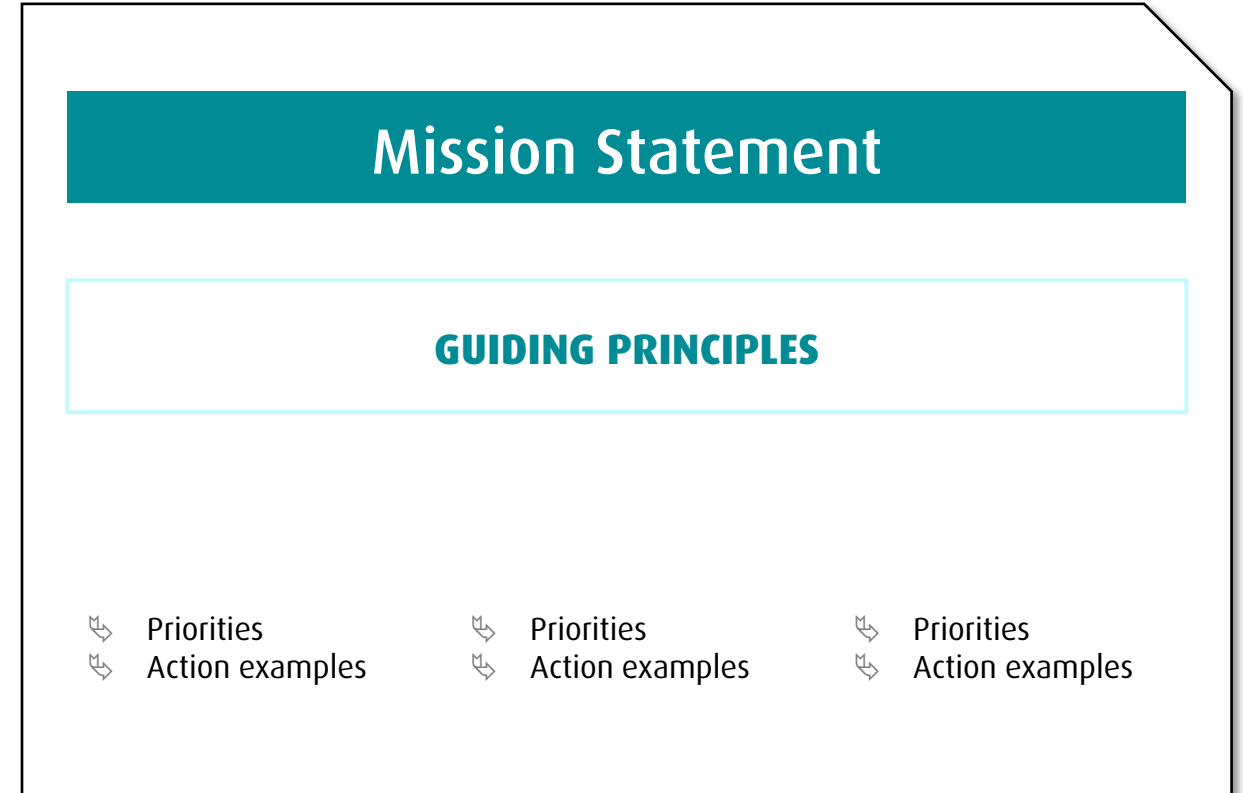 Mission Statement
GUIDING PRINCIPLES
Priorities
Action examples
Priorities
Action examples
Priorities
Action examples